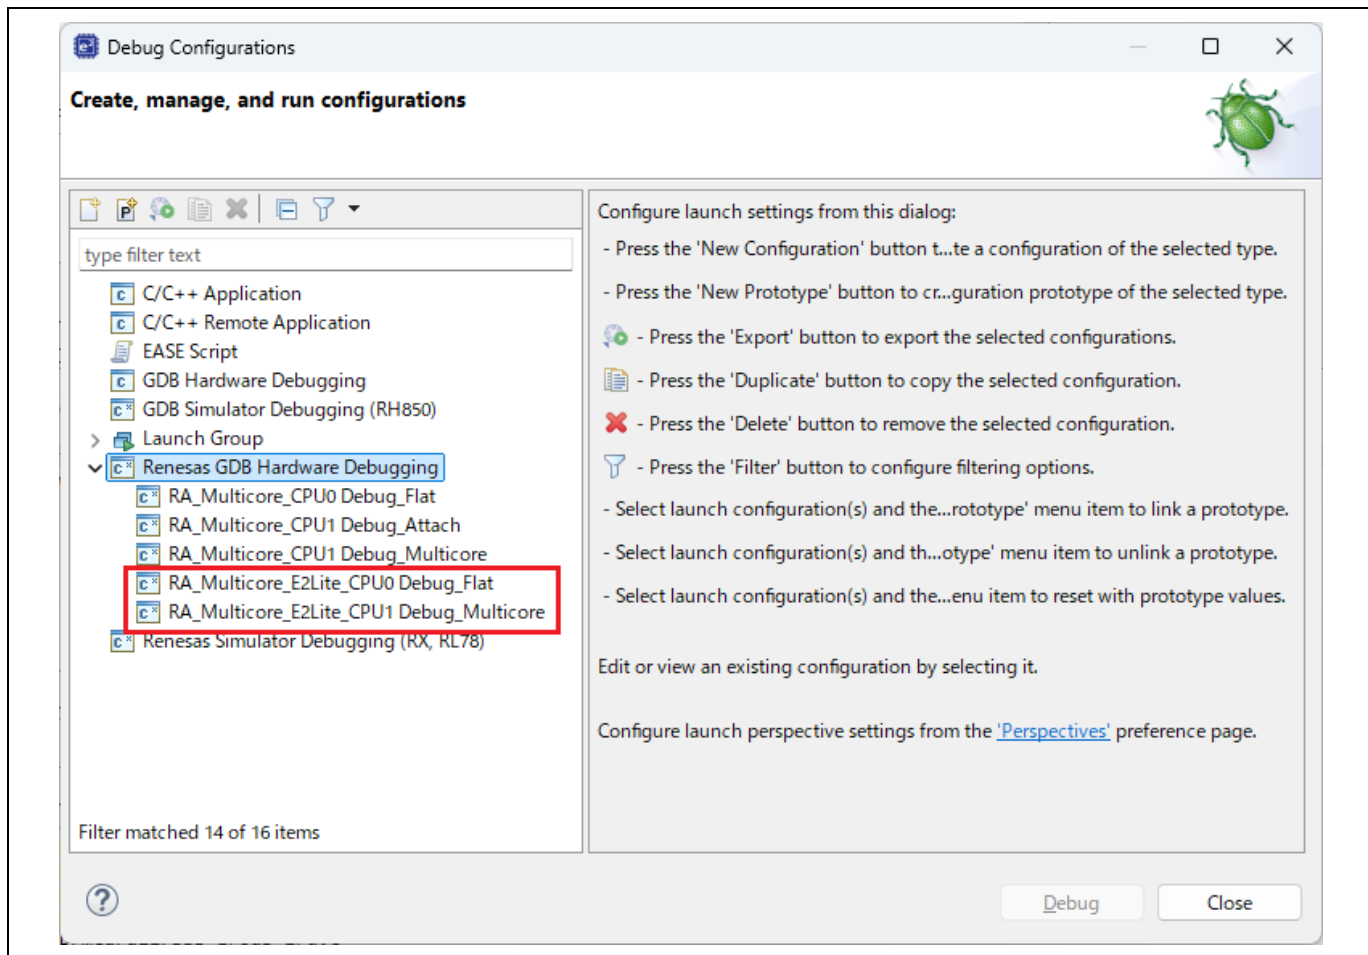 Debug Configurations
Create, manage, and run configurations
type filter text
C/C++ Application
C/C++ Remote Application
EASE Script
GDB Hardware Debugging
GDB Simulator Debugging (RH850)
Launch Group
Renesas GDB Hardware Debugging
RA_Multicore_CPU0 Debug_Flat
RA_Multicore_CPU1 Debug_Attach
RA_Multicore_CPU1 Debug_Multicore
RA_Multicore_E2Lite_CPU0 Debug_Flat
RA_Multicore_E2Lite_CPU1 Debug_Multicore
Renesas Simulator Debugging (RX, RL78)
Filter matched 14 of 16 items
Configure launch settings from this dialog:
- Press the 'New Configuration' button t...te a configuration of the selected type.
- Press the 'New Prototype' button to cr...guration prototype of the selected type.
- Press the 'Export' button to export the selected configurations.
- Press the 'Duplicate' button to copy the selected configuration.
- Press the 'Delete' button to remove the selected configuration.
- Press the 'Filter' button to configure filtering options.
- Select launch configuration(s) and the...rototype' menu item to link a prototype.
- Select launch configuration(s) and th...otype' menu item to unlink a prototype.
- Select launch configuration(s) and the...enu item to reset with prototype values.
Edit or view an existing configuration by selecting it.
Configure launch perspective settings from the 'Perspectives' preference page.
Debug
Close